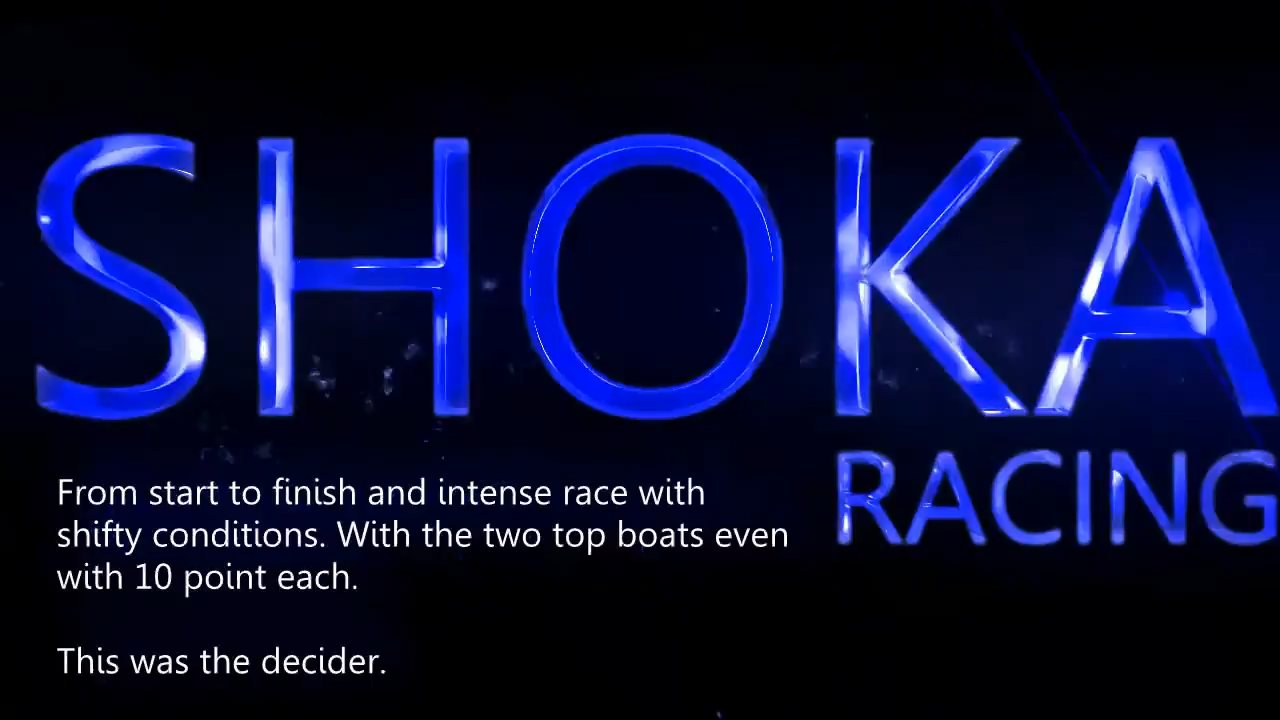 SHOKA
RACING
From start to finish and intense race with
shifty conditions. With the two top boats even
with 10 point each.
This was the decider.